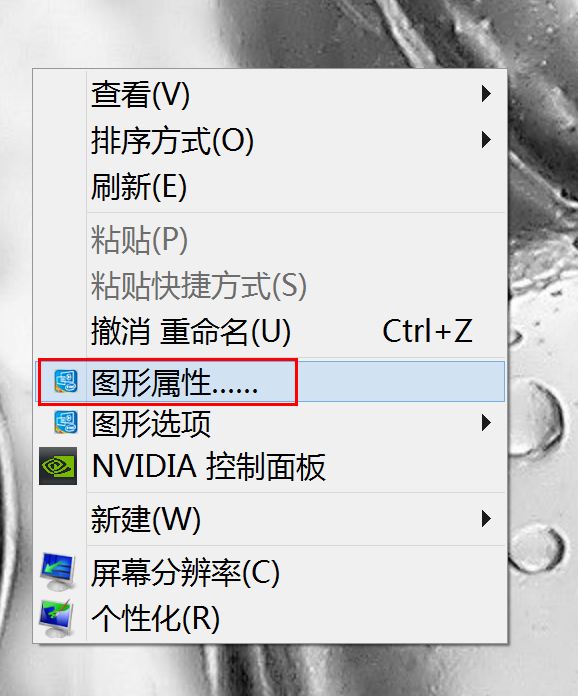 查看(V)
排序方式(O)
刷新(E)
粘贴(P)
粘贴快捷方式(S)
撤消 重命名(U) Ctrl+Z
图形属性......
图形选项
NVIDIA 控制面板
新建(W)
屏幕分辨率(C)
个性化(R)